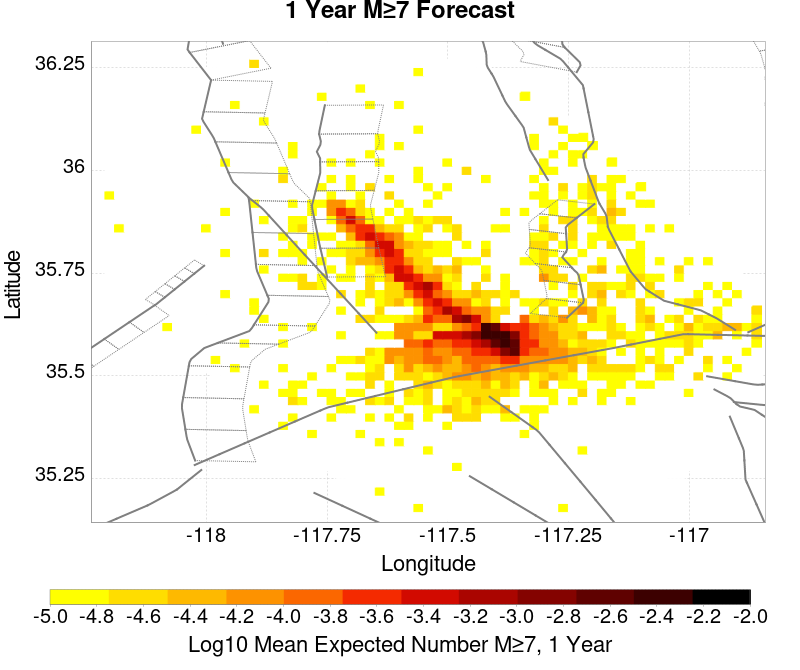 1 Year M≥7 Forecast
36.25
36
35.75
35.5
35.25
Latitude
-118
-117.75
-117.5
-117.25
-117
Longitude
-5.0 -4.8 -4.6 -4.4 -4.2 -4.0 -3.8 -3.6 -3.4 -3.2 -3.0 -2.8 -2.6 -2.4 -2.2 -2.0
Log10 Mean Expected Number M≥7, 1 Year